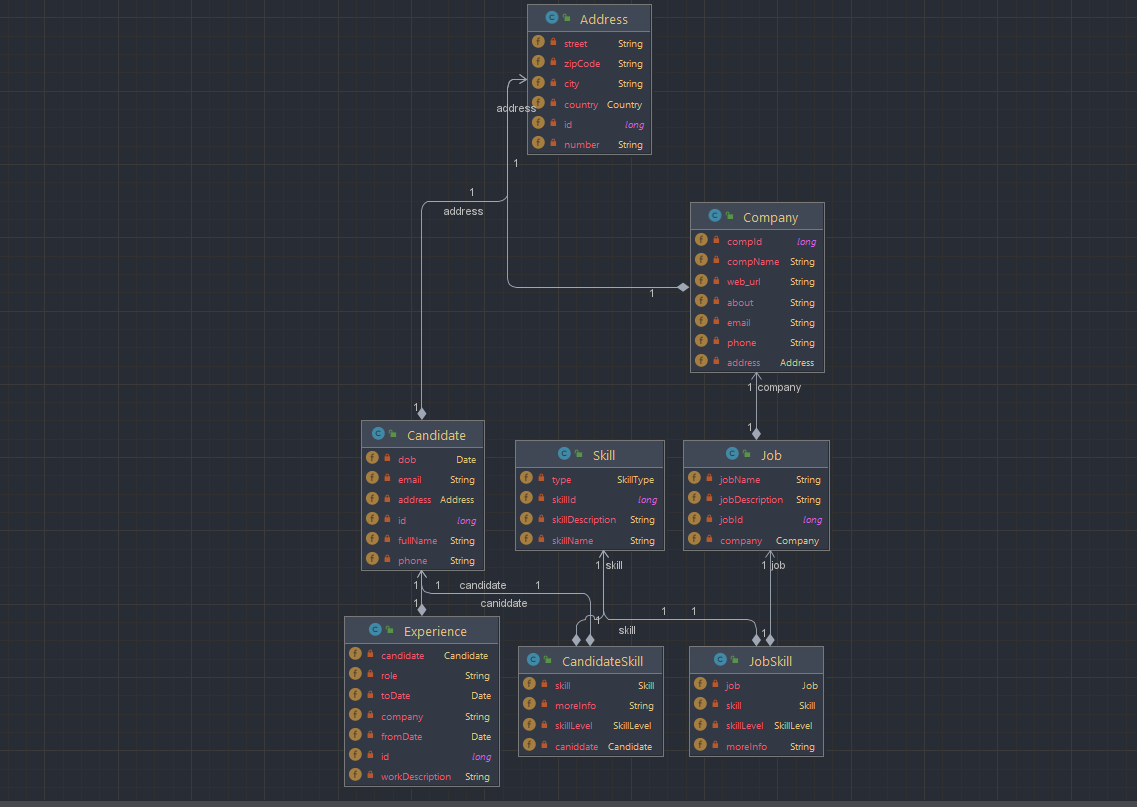 Address
street String
zipCode String
city String
country Country
id long
number String
address
1
1
address
Company
compId long
compName String
web_url String
about String
email String
phone String
address Address
1
1 company
1
1
Candidate
dob Date
email String
address Address
id long
fullName String
phone String
Skill
type SkillType
skillId long
skillDescription String
skillName String
Job
jobName String
jobDescription String
jobId long
company Company
1 skill
1 job
1 1 candidate 1
caniddate
1
1 1
1
skill
1
Experience
candidate Candidate
role String
toDate Date
company String
fromDate Date
id long
workDescription String
CandidateSkill
skill Skill
moreInfo String
skillLevel SkillLevel
caniddate Candidate
JobSkill
job Job
skill Skill
skillLevel SkillLevel
moreInfo String